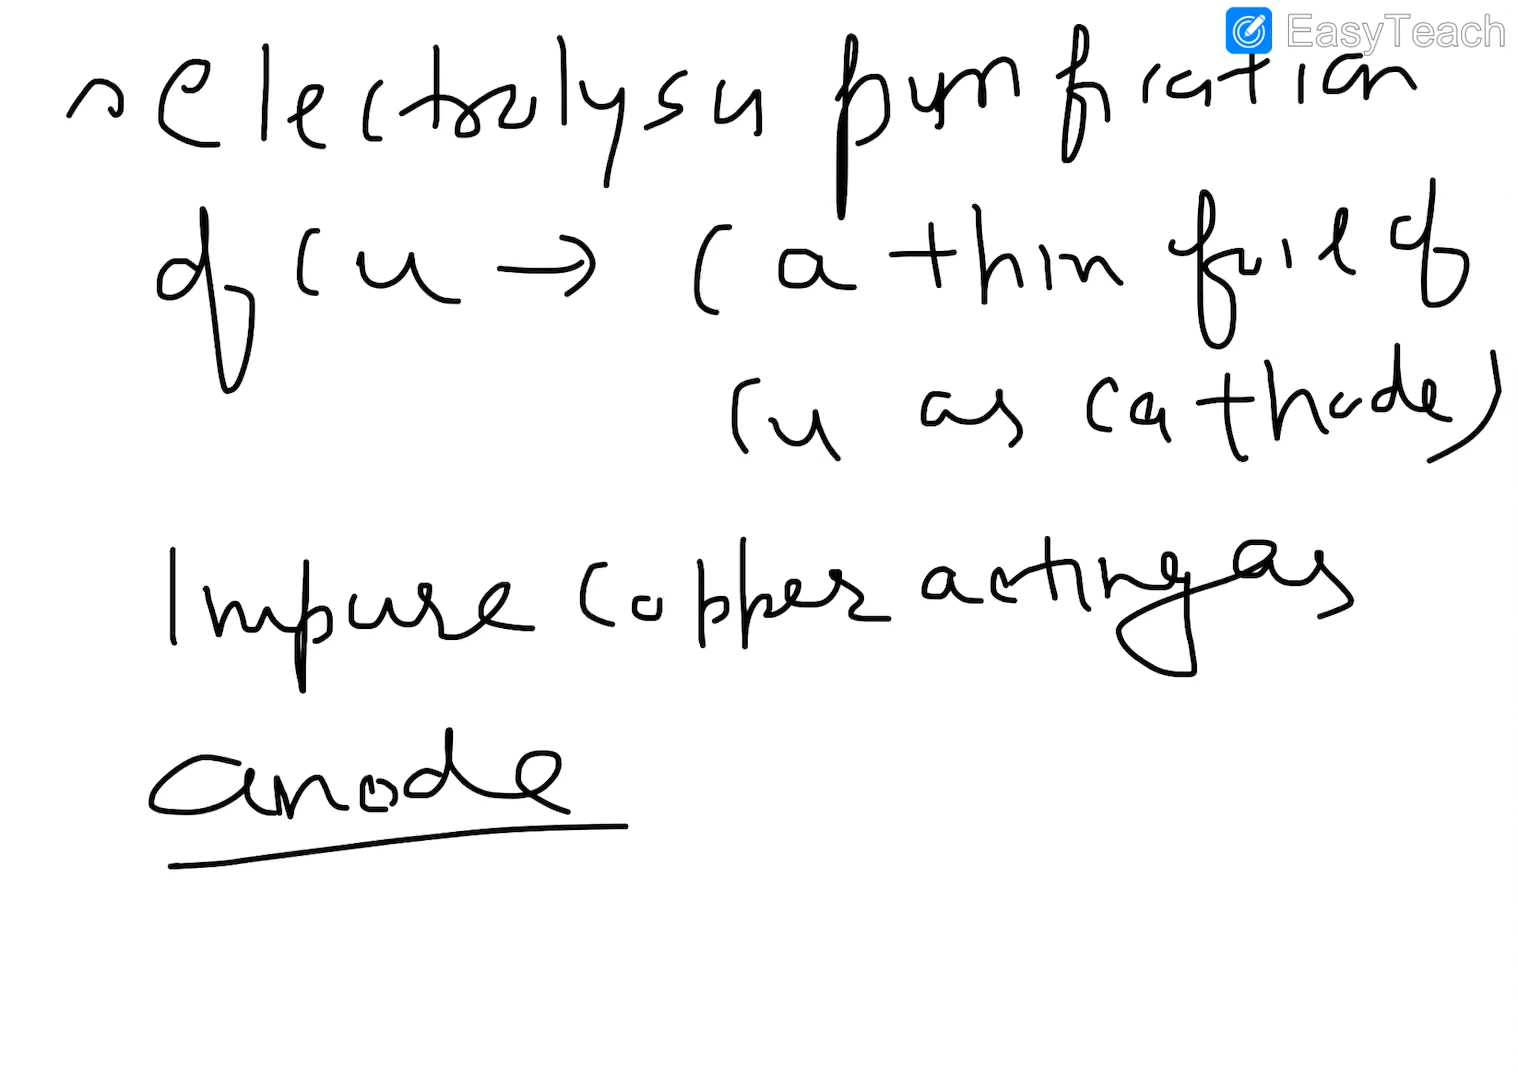 EasyTeach
electrolysis purification
of Cu → (a thin foil of
Cu as cathode)
Impure Copper acting as
anode